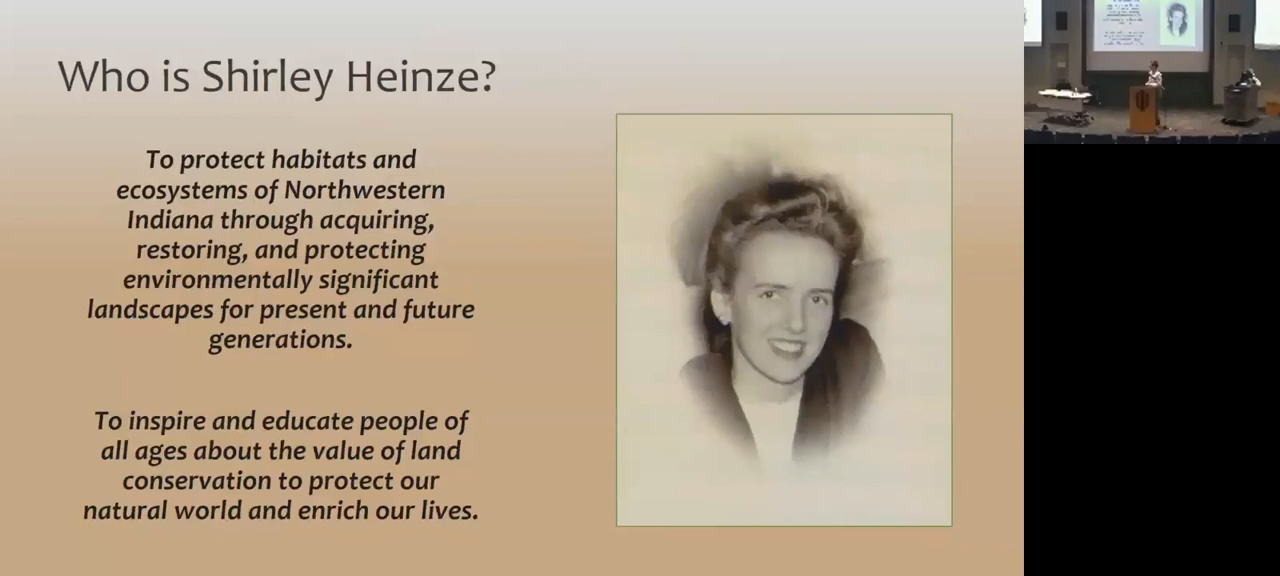 Who is Shirley Heinze?
To protect habitats and
ecosystems of Northwestern
Indiana through acquiring,
restoring, and protecting
environmentally significant
landscapes for present and future
generations.
To inspire and educate people of
all ages about the value of land
conservation to protect our
natural world and enrich our lives.